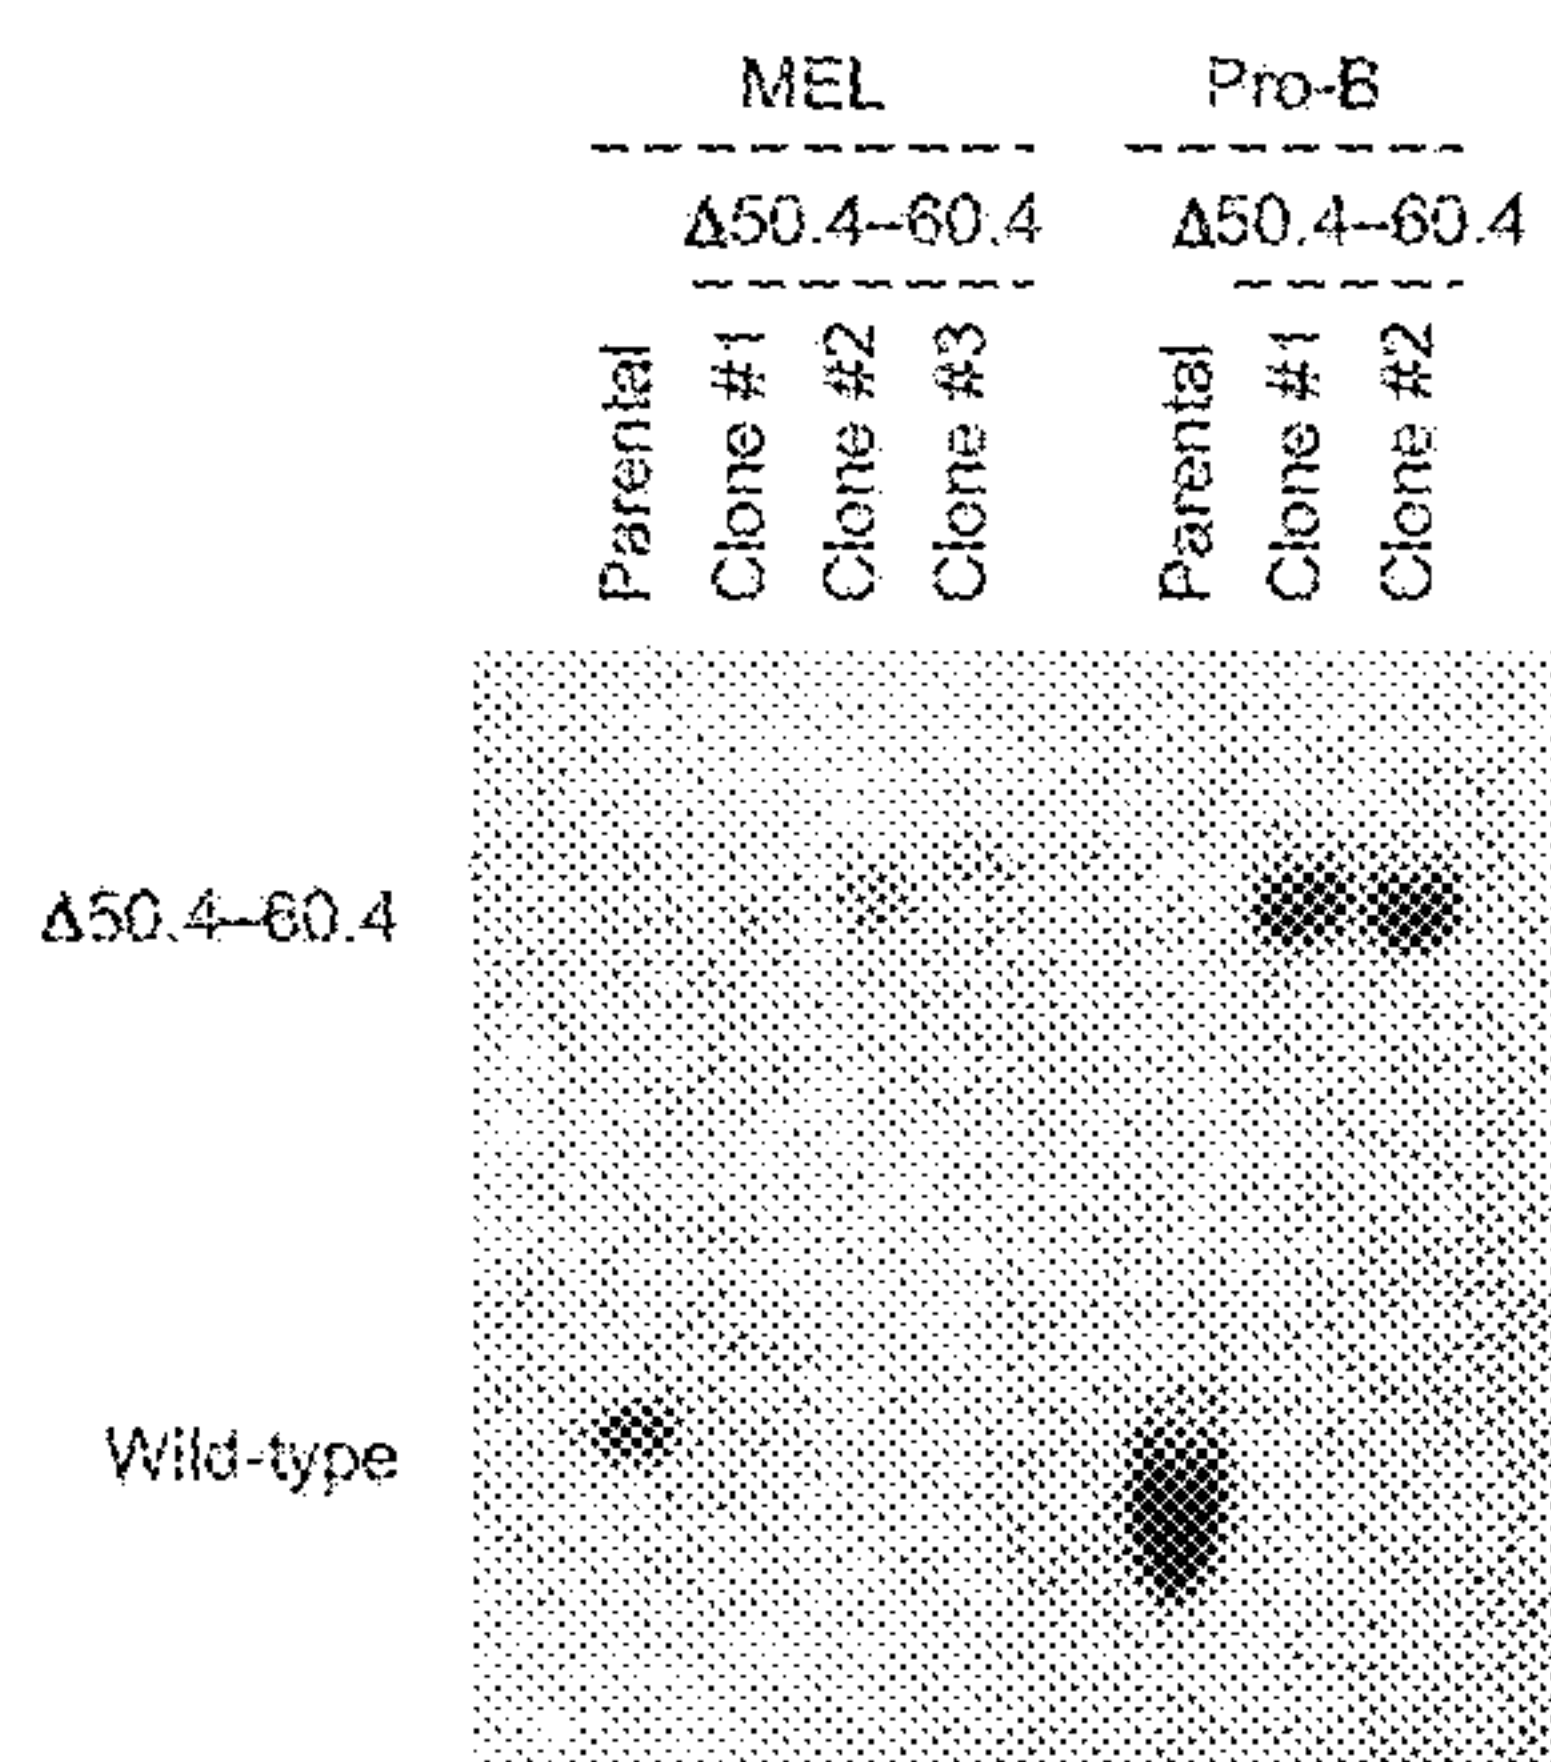 MEL Pro-B
Δ50.4–60.4 Δ50.4–60.4
Parental Clone #1 Clone #2 Clone #3 Parental Clone #1 Clone #2
Δ50.4–60.4
Wild-type